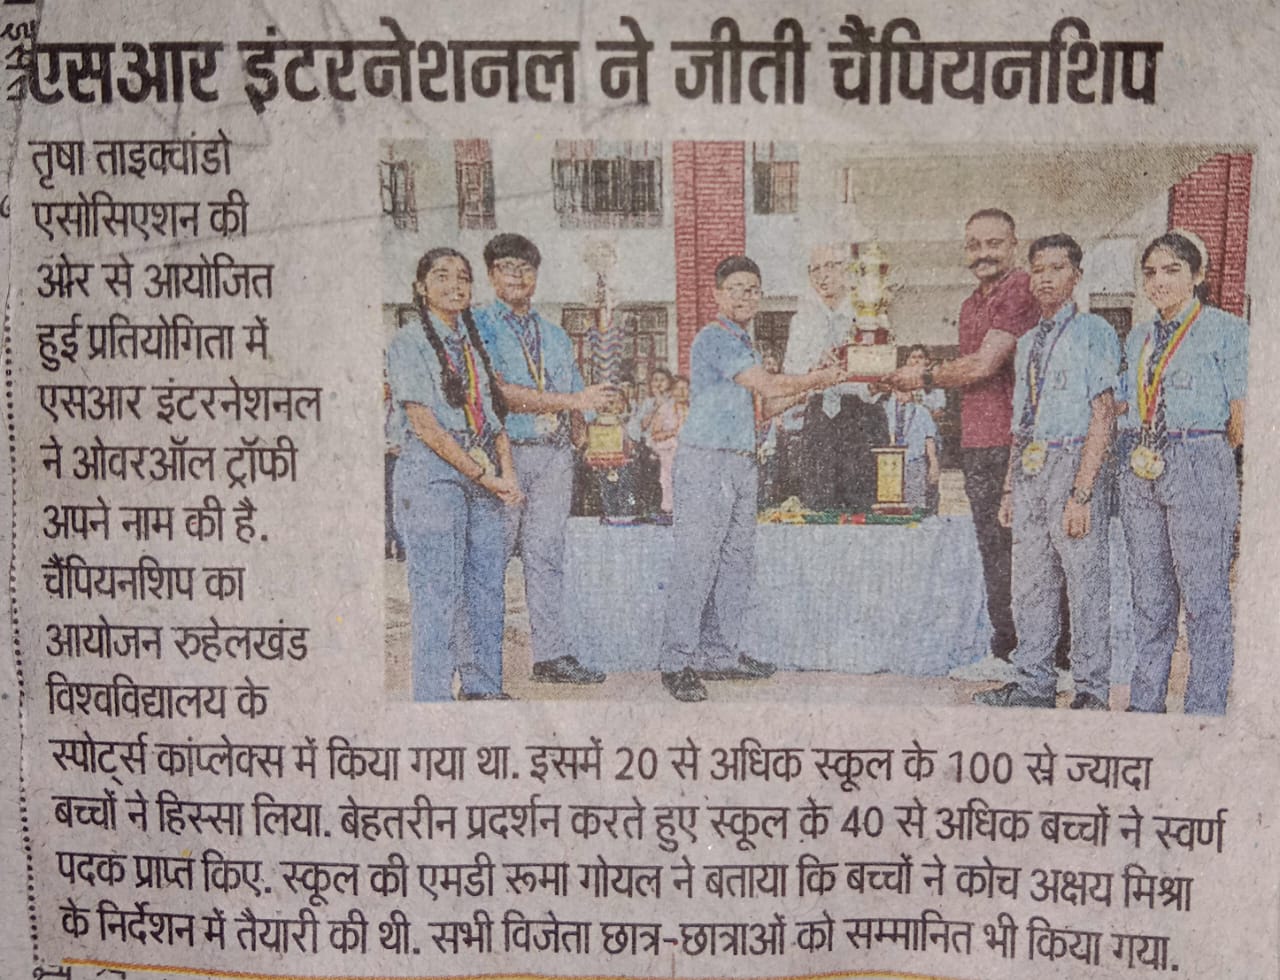 एसआर इंटरनेशनल ने जीती चैंपियनशिप
तृषा ताइक्वांडो
एसोसिएशन की
ओर से आयोजित
हुई प्रतियोगिता में
एसआर इंटरनेशनल
ने ओवरऑल ट्रॉफी
अपने नाम की है.
चैंपियनशिप का
आयोजन रुहेलखंड
विश्वविद्यालय के
स्पोर्ट्स कांप्लेक्स में किया गया था. इसमें 20 से अधिक स्कूल के 100 से ज्यादा
बच्चों ने हिस्सा लिया. बेहतरीन प्रदर्शन करते हुए स्कूल के 40 से अधिक बच्चों ने स्वर्ण
पदक प्राप्त किए. स्कूल की एमडी रूमा गोयल ने बताया कि बच्चों ने कोच अक्षय मिश्रा
के निर्देशन में तैयारी की थी. सभी विजेता छात्र-छात्राओं को सम्मानित भी किया गया.